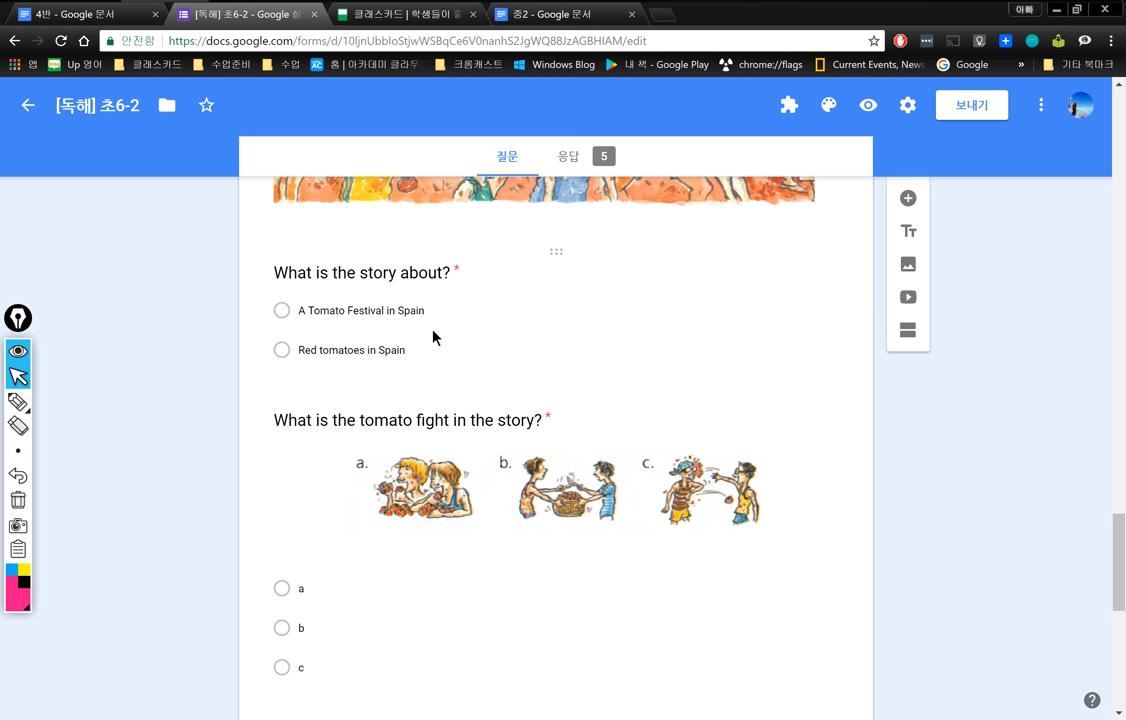 4반 - Google 문서
[독해] 초6-2 - Google 설
클래스카드 | 학생들이 좋
중2 - Google 문서
아빠
안전함
https://docs.google.com/forms/d/10IjnUbbIoStjwWSBqCe6V0nanhS2JgWQ88JzAGBHIAM/edit
앱
Up 영어
클래스카드
수업준비
수업
홈 | 아카데미 클라우
크롬캐스트
Windows Blog
내 책 - Google Play
chrome://flags
Current Events, News
Google
»
기타 북마크
[독해] 초6-2
보내기
질문
응답
5
What is the story about? *
A Tomato Festival in Spain
Red tomatoes in Spain
What is the tomato fight in the story? *
a.
b.
c.
a
b
c